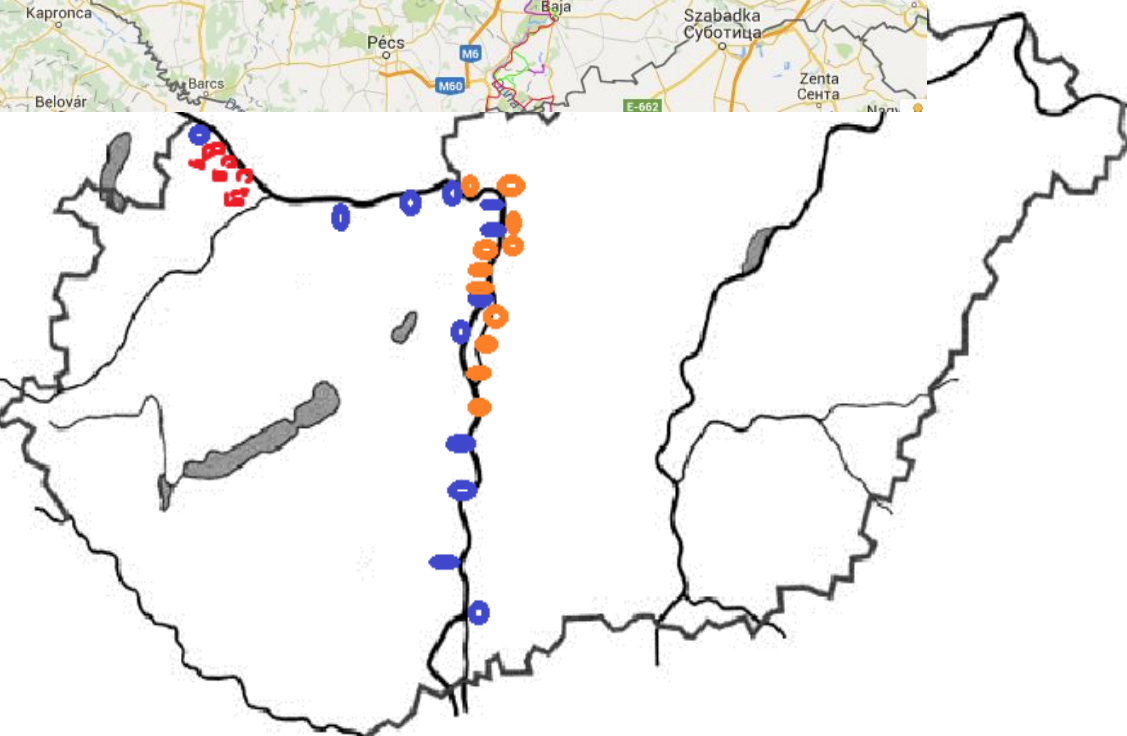 Kapronca
Baja
Szabadka
Суботица
Pécs
M6
Barcs
Zenta
Сента
M60
Belovár
E-662